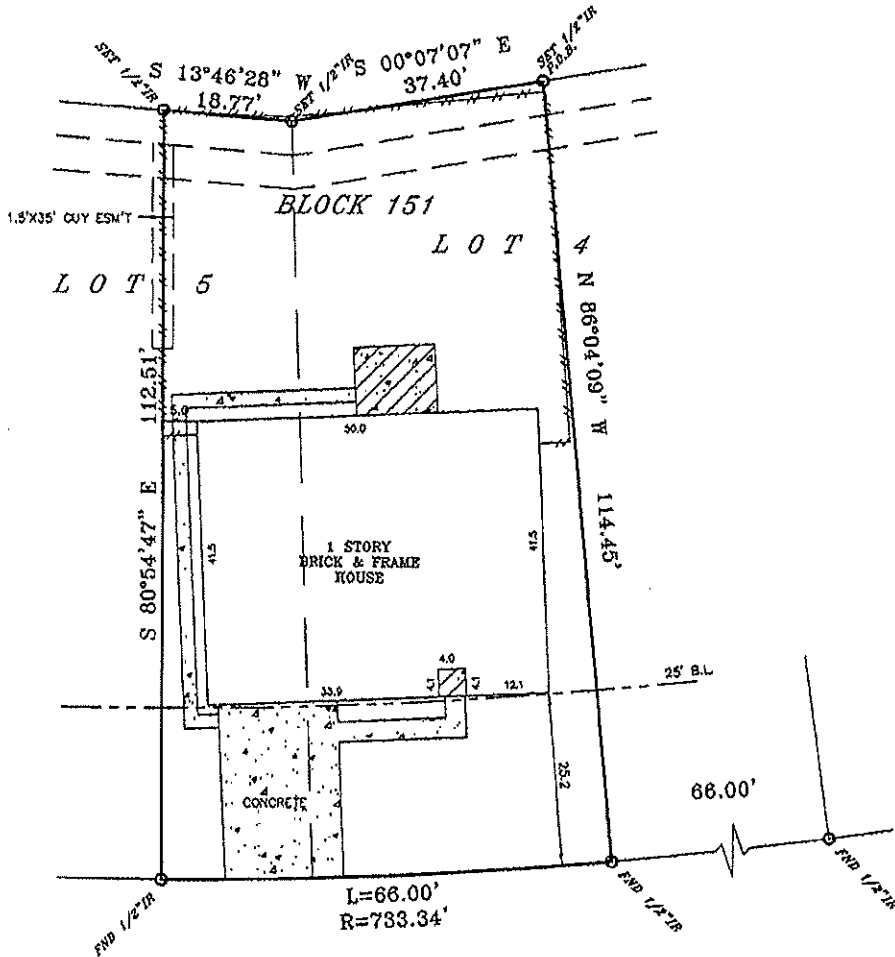 SET 1/2"IR
S 13°46'28" W
18.77'
SET 1/2"IR
S 00°07'07" E
37.40'
SET 1/2"IR
P.O.B.
1.5'X35' GUY ESM'T
BLOCK 151
LOT 5
LOT 4
S 80°54'47" E 112.51'
N 86°04'09" W 114.45'
5.0
50.0
41.5
41.5
1 STORY
BRICK & FRAME
HOUSE
4.0
4.1
4.1
33.9
12.1
25' B.L.
25.2
66.00'
CONCRETE
L=66.00'
R=733.34'
FND 1/2"IR
FND 1/2"IR
FND 1/2"IR